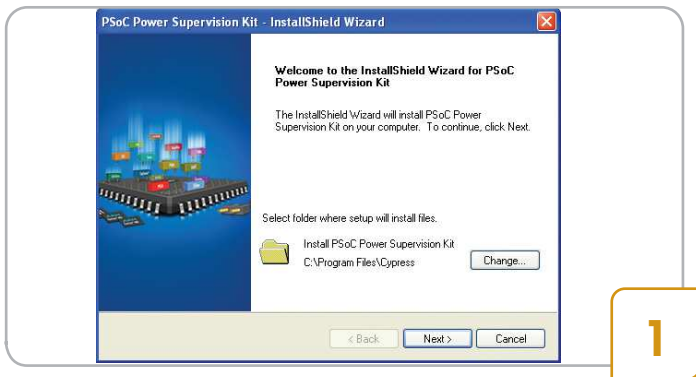 PSoC Power Supervision Kit - InstallShield Wizard
Welcome to the InstallShield Wizard for PSoC
Power Supervision Kit
The InstallShield Wizard will install PSoC Power
Supervision Kit on your computer. To continue, click Next.
Select folder where setup will install files.
Install PSoC Power Supervision Kit
C:\Program Files\Cypress
Change...
< Back
Next >
Cancel
1